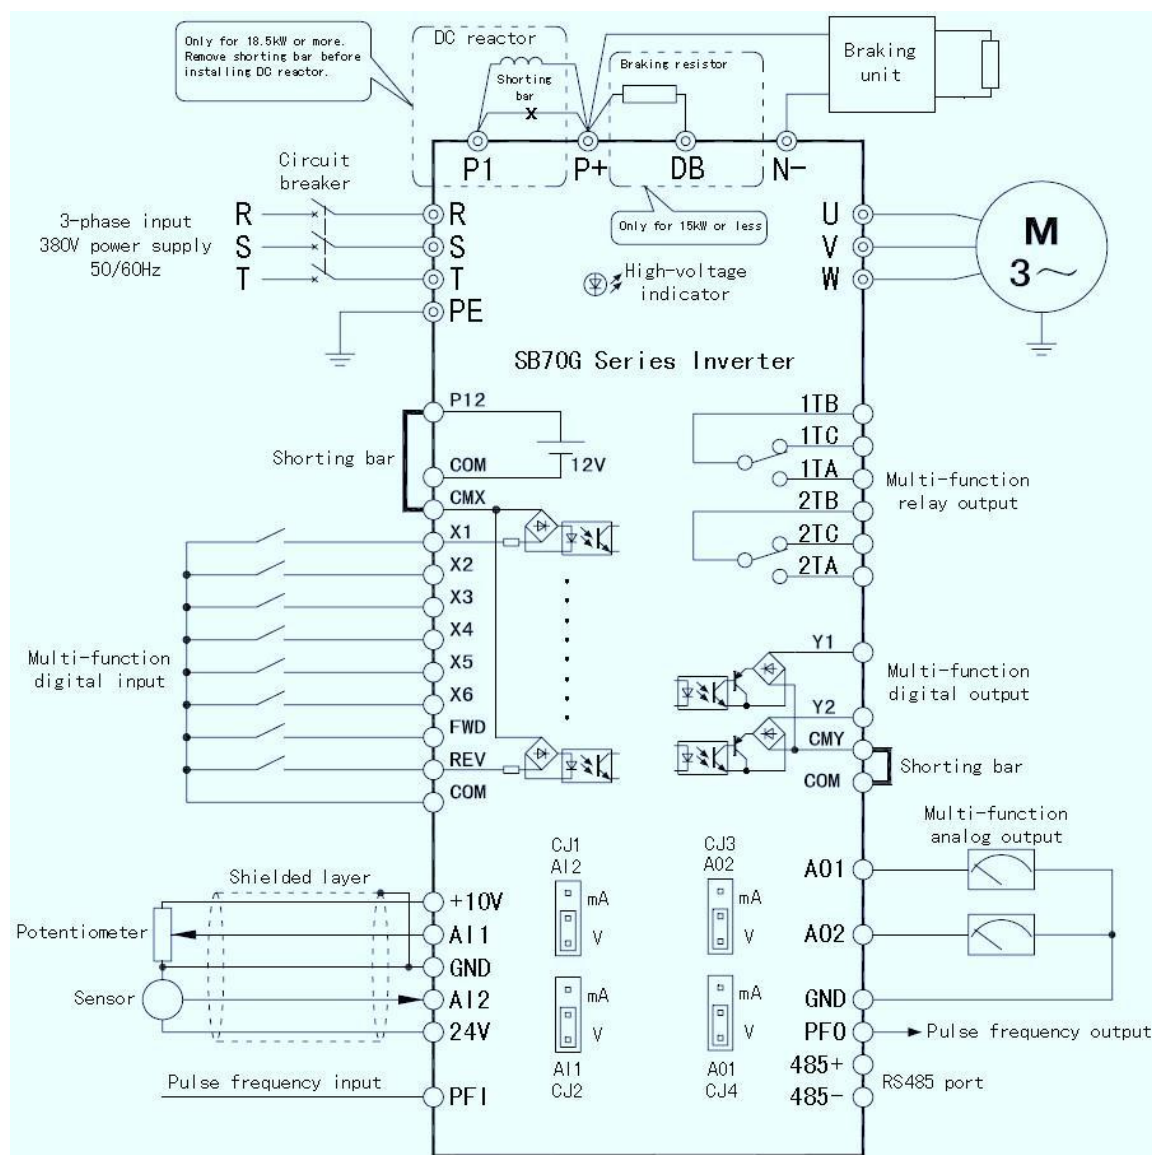 Only for 18.5kW or more.
Remove shorting bar before
installing DC reactor.
DC reactor
Shorting
bar
x
Braking resistor
Braking
unit
P1
P+
DB
N-
Only for 15kW or less
Circuit
breaker
3-phase input
380V power supply
50/60Hz
R
S
T
R
S
T
PE
High-voltage
indicator
U
V
W
M
3~
SB70G Series Inverter
P12
COM
CMX
12V
Shorting bar
X1
X2
X3
X4
X5
X6
FWD
REV
COM
Multi-function
digital input
1TB
1TC
1TA
2TB
2TC
2TA
Multi-function
relay output
Y1
Y2
CMY
COM
Multi-function
digital output
Shorting bar
Multi-function
analog output
CJ1
AI2
mA
V
CJ3
AO2
mA
V
mA
V
AI1
CJ2
mA
V
AO1
CJ4
Shielded layer
Potentiometer
Sensor
+10V
AI1
GND
AI2
24V
Pulse frequency input
PFI
AO1
AO2
GND
PFO
Pulse frequency output
485+
485-
RS485 port